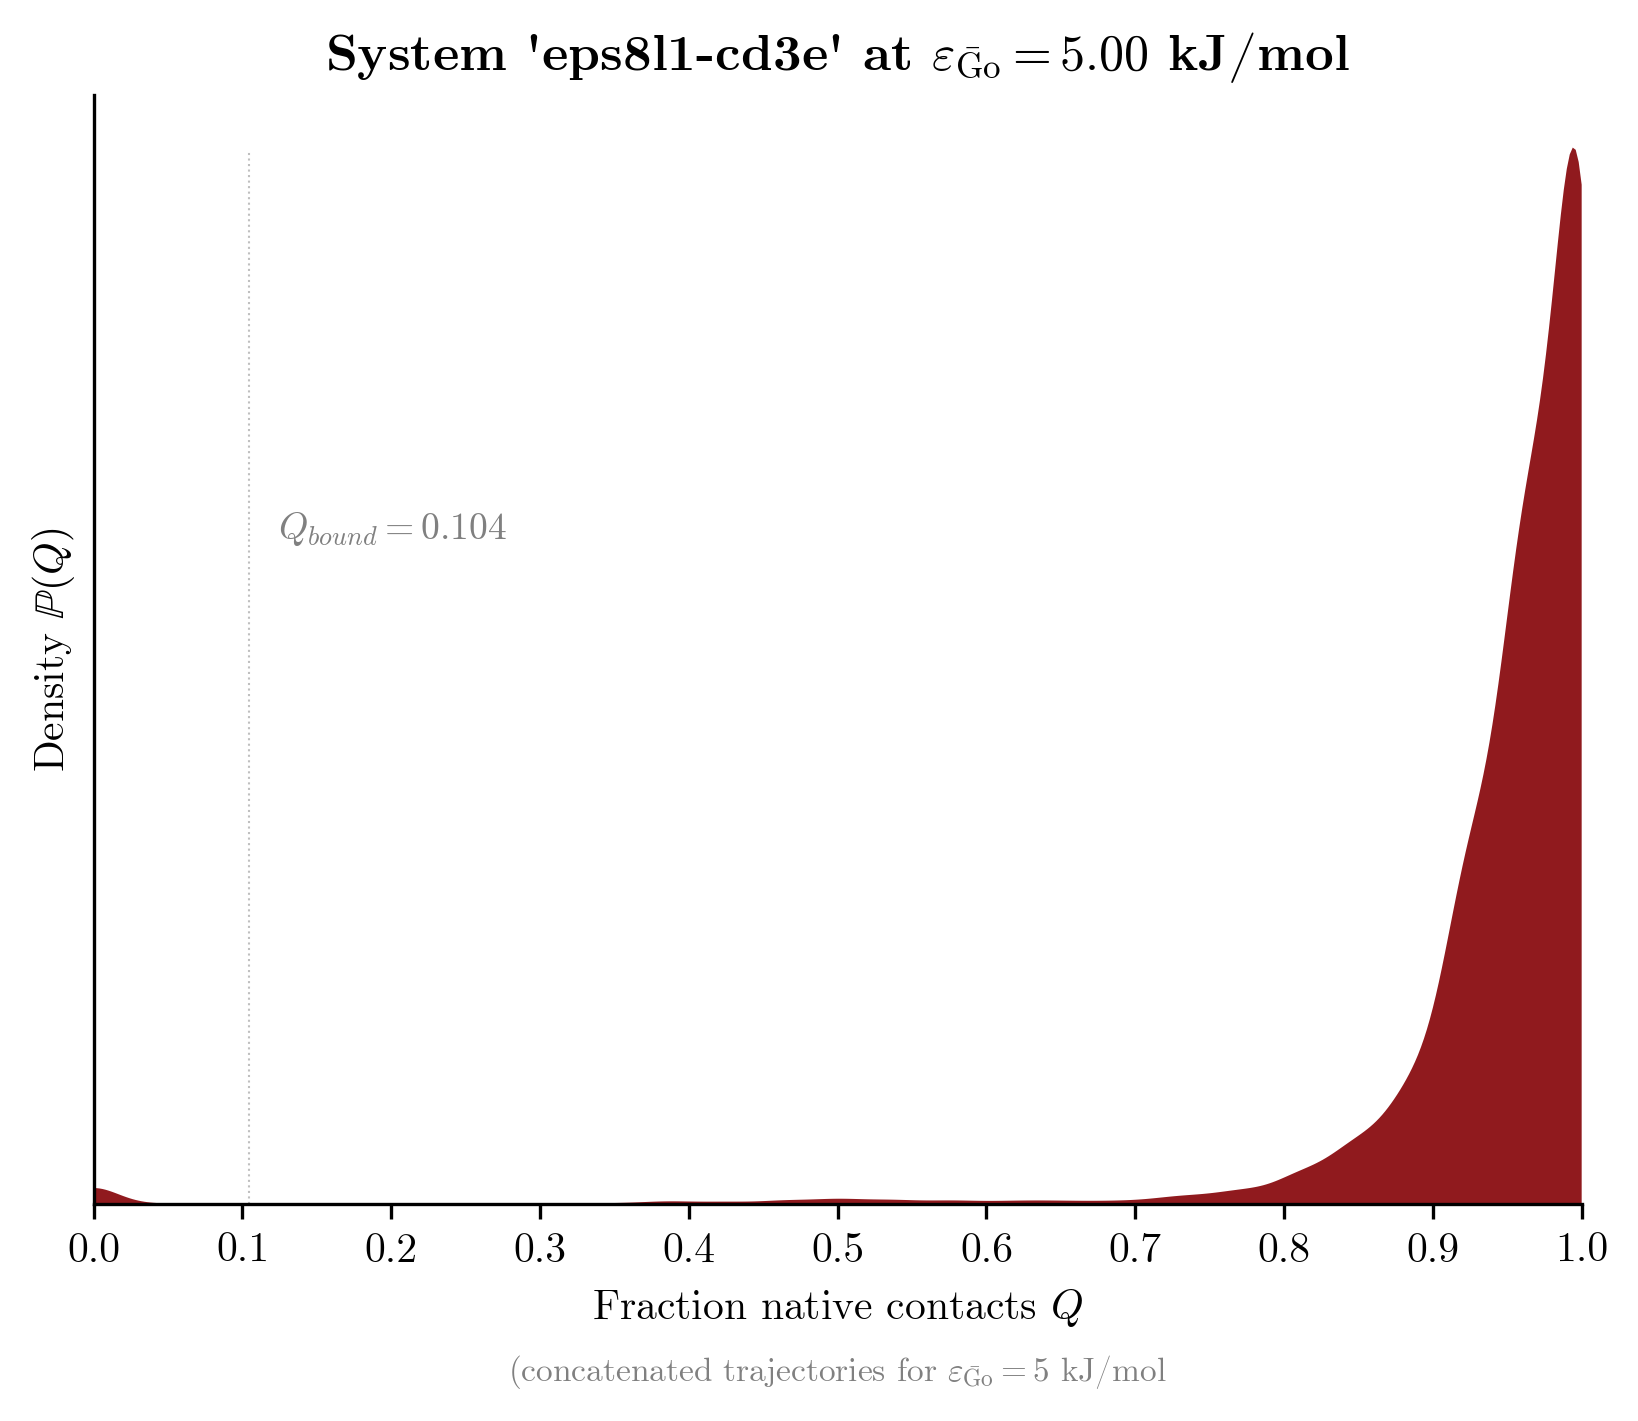 System 'eps8l1-cd3e' at ε_Ḡo = 5.00 kJ/mol
Q_bound = 0.104
Density ℙ(Q)
0.0 0.1 0.2 0.3 0.4 0.5 0.6 0.7 0.8 0.9 1.0
Fraction native contacts Q
(concatenated trajectories for ε_Ḡo = 5 kJ/mol